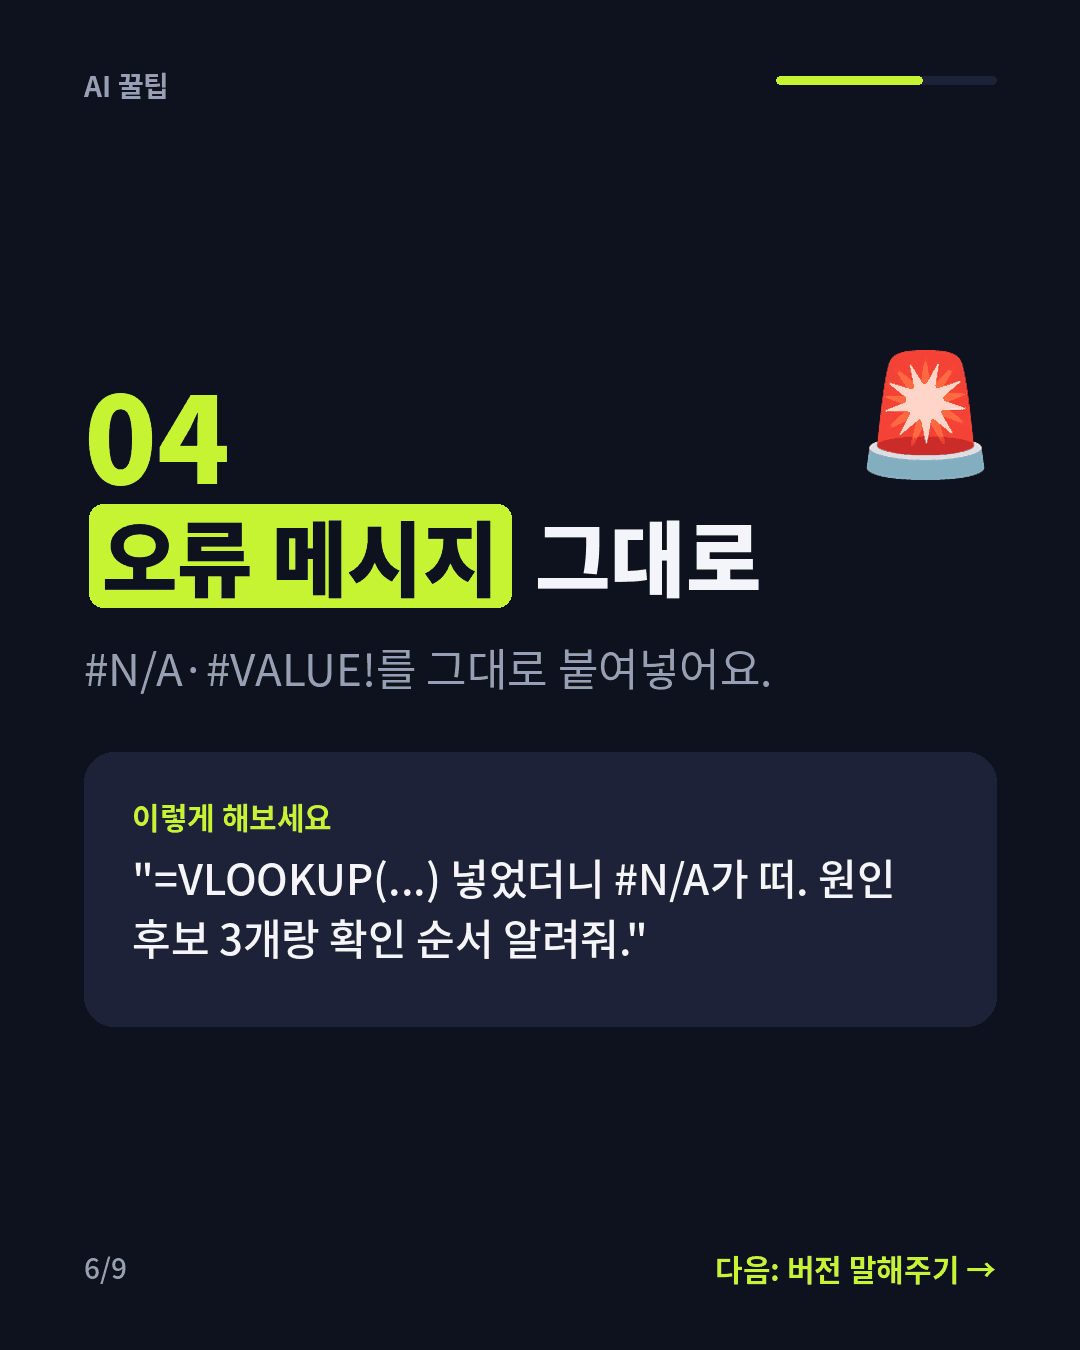 AI 꿀팁
04
오류 메시지 그대로
#N/A·#VALUE!를 그대로 붙여넣어요.
이렇게 해보세요
"=VLOOKUP(...) 넣었더니 #N/A가 떠. 원인
후보 3개랑 확인 순서 알려줘."
6/9
다음: 버전 말해주기 →